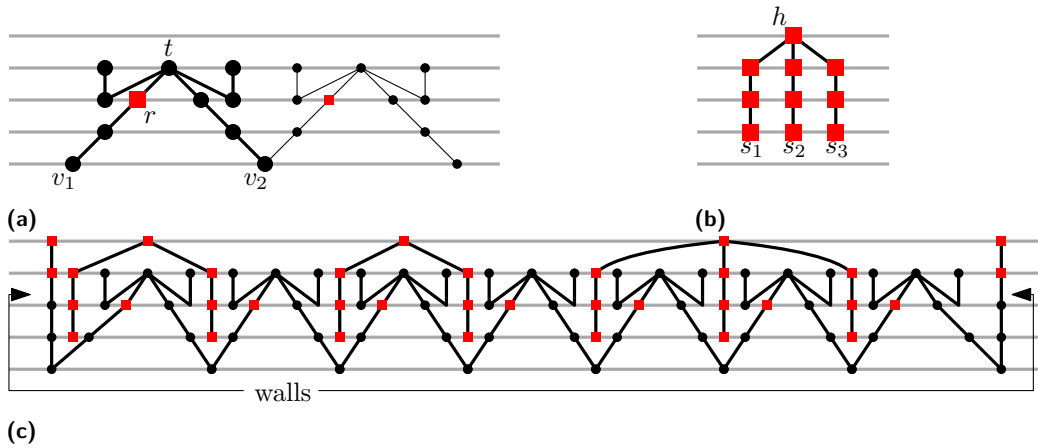 t
h
r
v₁ v₂
s₁ s₂ s₃
(a) (b)
walls
(c)